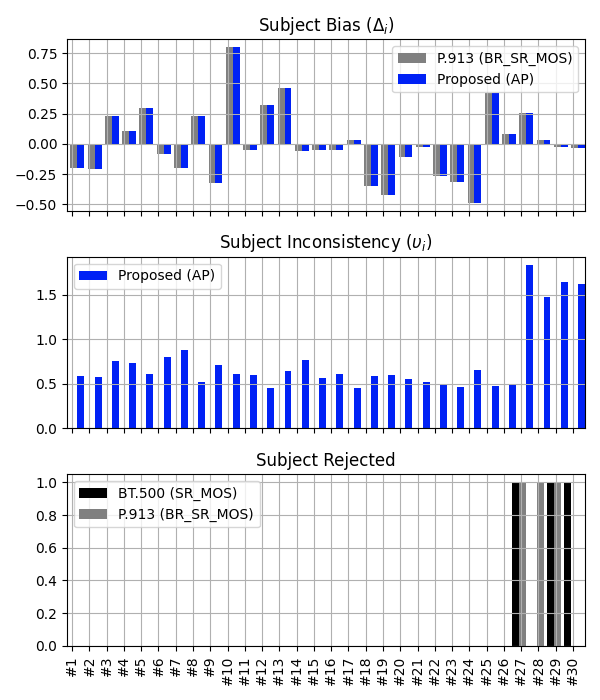 Subject Bias (Δi)
P.913 (BR_SR_MOS)
Proposed (AP)
0.75
0.50
0.25
0.00
−0.25
−0.50
Subject Inconsistency (υi)
Proposed (AP)
1.5
1.0
0.5
0.0
Subject Rejected
BT.500 (SR_MOS)
P.913 (BR_SR_MOS)
1.0
0.8
0.6
0.4
0.2
0.0
#1 #2 #3 #4 #5 #6 #7 #8 #9 #10 #11 #12 #13 #14 #15 #16 #17 #18 #19 #20 #21 #22 #23 #24 #25 #26 #27 #28 #29 #30